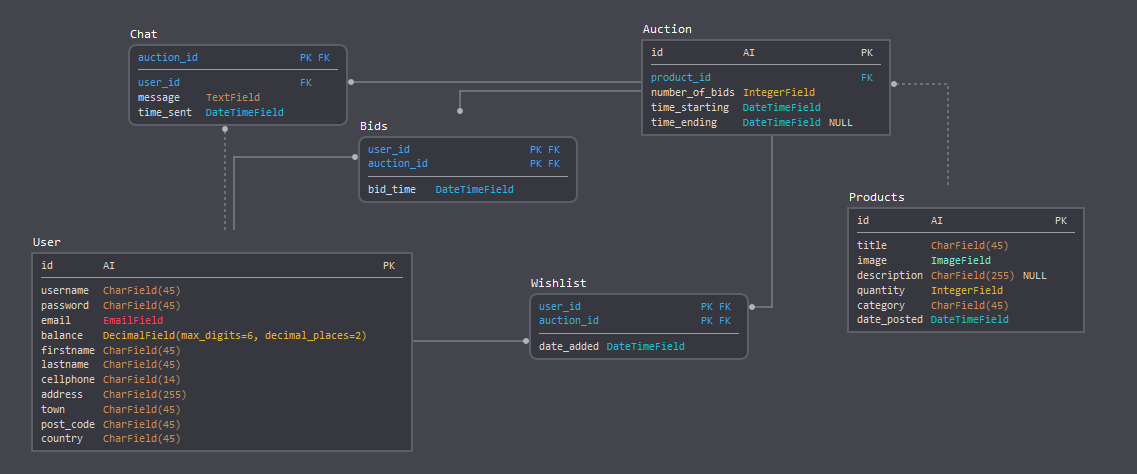 Chat
auction_id PK FK
user_id FK
message TextField
time_sent DateTimeField
Auction
id AI PK
product_id FK
number_of_bids IntegerField
time_starting DateTimeField
time_ending DateTimeField NULL
Bids
user_id PK FK
auction_id PK FK
bid_time DateTimeField
Products
id AI PK
title CharField(45)
image ImageField
description CharField(255) NULL
quantity IntegerField
category CharField(45)
date_posted DateTimeField
User
id AI PK
username CharField(45)
password CharField(45)
email EmailField
balance DecimalField(max_digits=6, decimal_places=2)
firstname CharField(45)
lastname CharField(45)
cellphone CharField(14)
address CharField(255)
town CharField(45)
post_code CharField(45)
country CharField(45)
Wishlist
user_id PK FK
auction_id PK FK
date_added DateTimeField